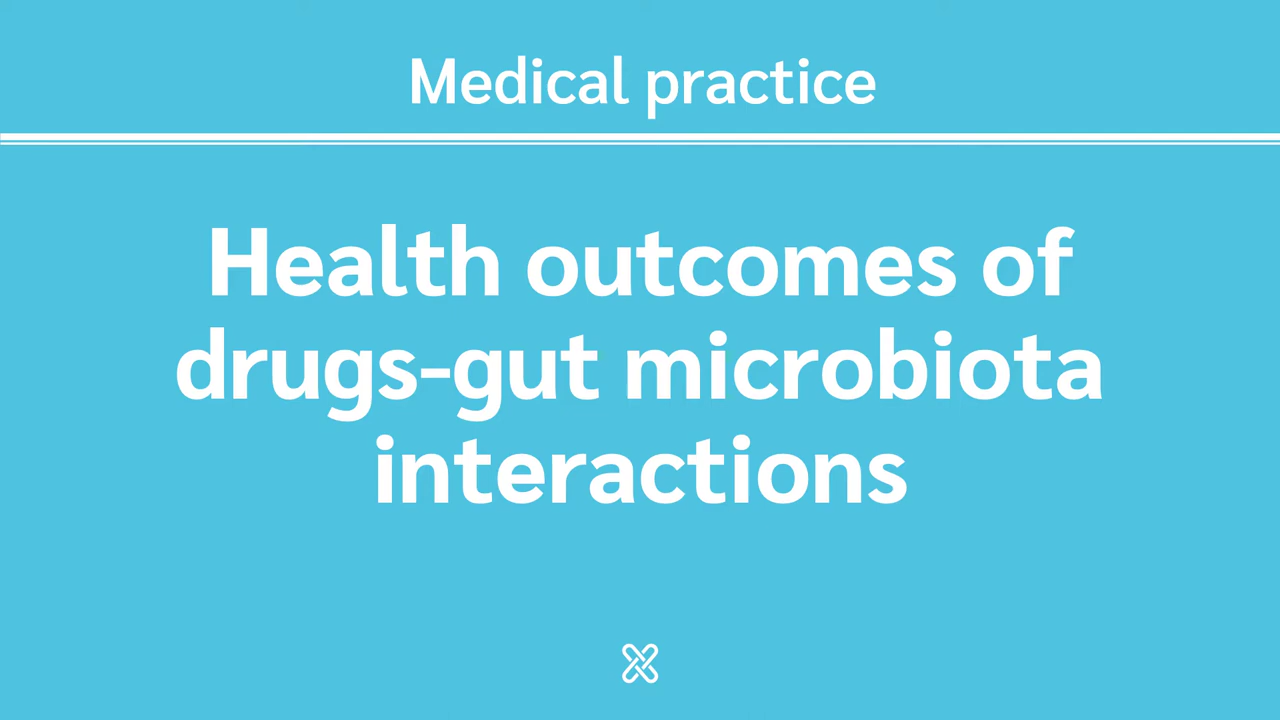 Medical practice
Health outcomes of
drugs-gut microbiota
interactions